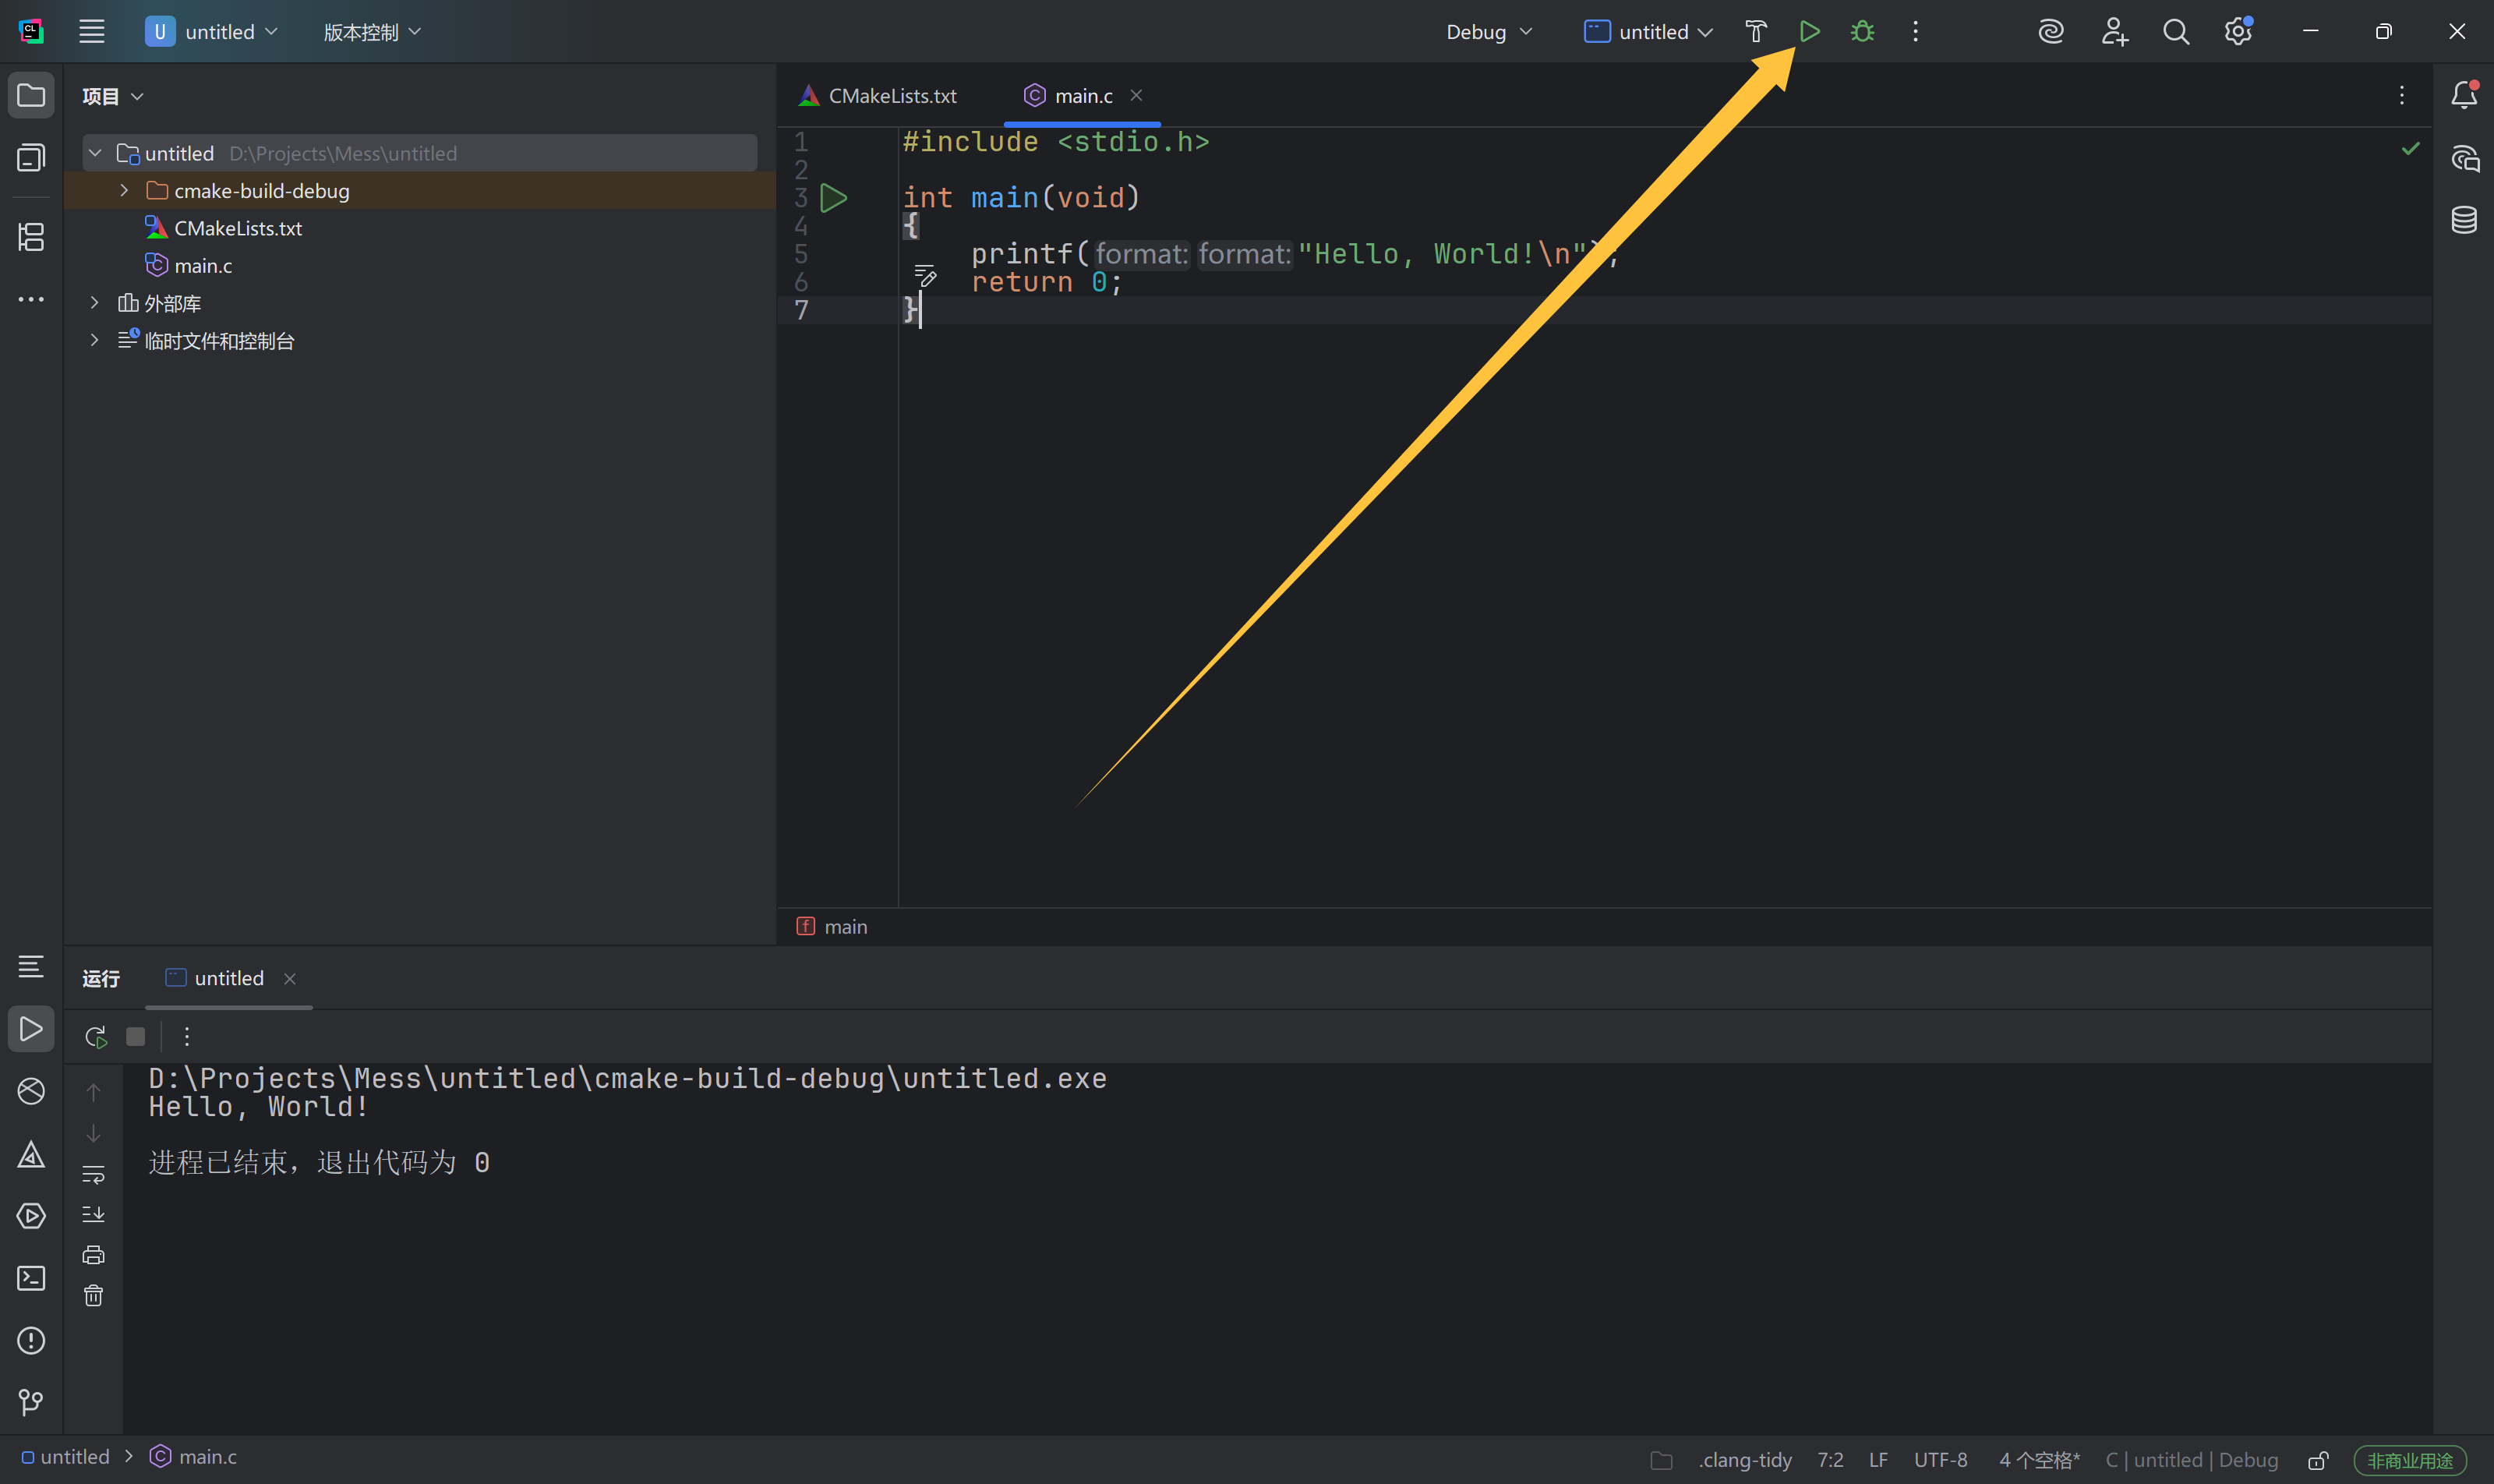 CL
U untitled 版本控制 Debug untitled
项目
untitled D:\Projects\Mess\untitled
cmake-build-debug
CMakeLists.txt
main.c
外部库
临时文件和控制台
CMakeLists.txt main.c
1 #include <stdio.h>
2
3 int main(void)
4 {
5 printf( format: format: "Hello, World!\n");
6 return 0;
7 }
main
运行 untitled
D:\Projects\Mess\untitled\cmake-build-debug\untitled.exe
Hello, World!
进程已结束，退出代码为 0
untitled > main.c .clang-tidy 7:2 LF UTF-8 4 个空格* C | untitled | Debug 非商业用途